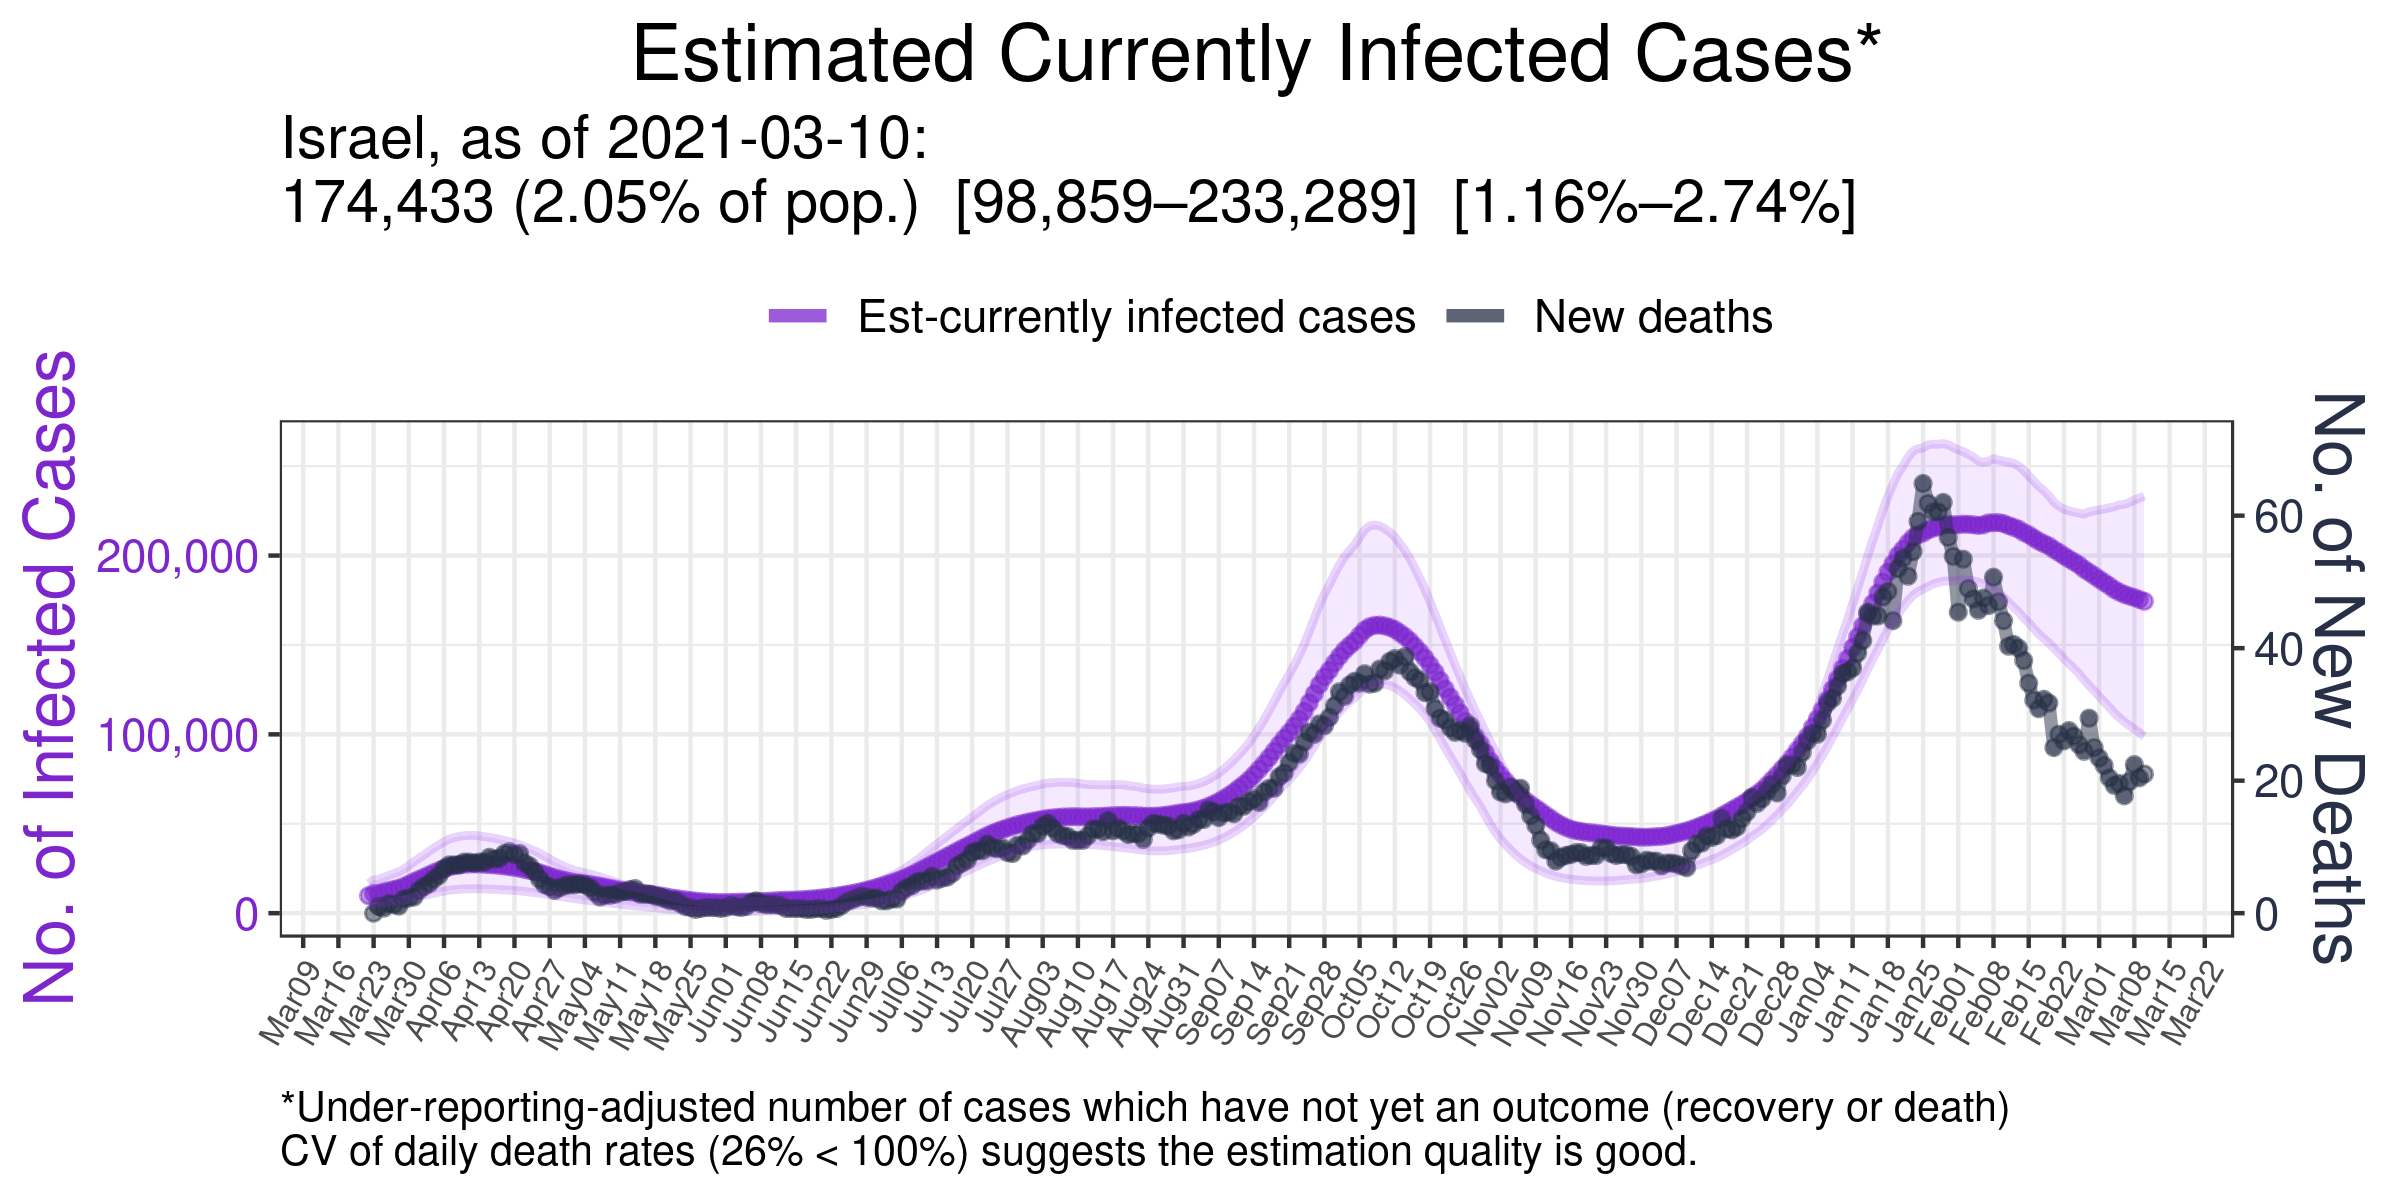 Estimated Currently Infected Cases*
Israel, as of 2021-03-10:
174,433 (2.05% of pop.) [98,859–233,289] [1.16%–2.74%]
Est-currently infected cases New deaths
No. of Infected Cases
200,000
100,000
0
60
40
20
0
No. of New Deaths
Mar09 Mar16 Mar23 Mar30 Apr06 Apr13 Apr20 Apr27 May04 May11 May18 May25 Jun01 Jun08 Jun15 Jun22 Jun29 Jul06 Jul13 Jul20 Jul27 Aug03 Aug10 Aug17 Aug24 Aug31 Sep07 Sep14 Sep21 Sep28 Oct05 Oct12 Oct19 Oct26 Nov02 Nov09 Nov16 Nov23 Nov30 Dec07 Dec14 Dec21 Dec28 Jan04 Jan11 Jan18 Jan25 Feb01 Feb08 Feb15 Feb22 Mar01 Mar08 Mar15 Mar22
*Under-reporting-adjusted number of cases which have not yet an outcome (recovery or death)
CV of daily death rates (26% < 100%) suggests the estimation quality is good.